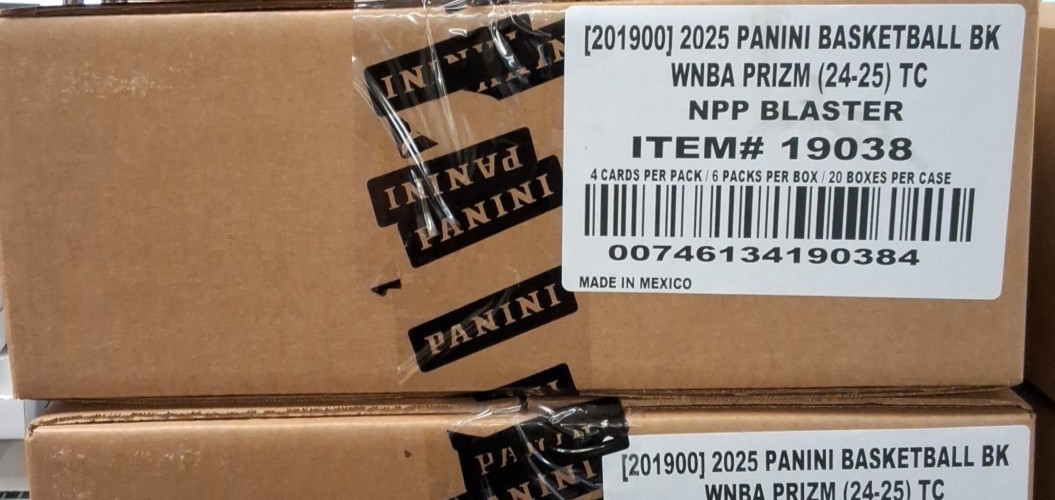 [201900] 2025 PANINI BASKETBALL BK
WNBA PRIZM (24-25) TC
NPP BLASTER
ITEM# 19038
4 CARDS PER PACK / 6 PACKS PER BOX / 20 BOXES PER CASE
00746134190384
MADE IN MEXICO
PANINI
PANINI
PANINI
[201900] 2025 PANINI BASKETBALL BK
WNBA PRIZM (24-25) TC